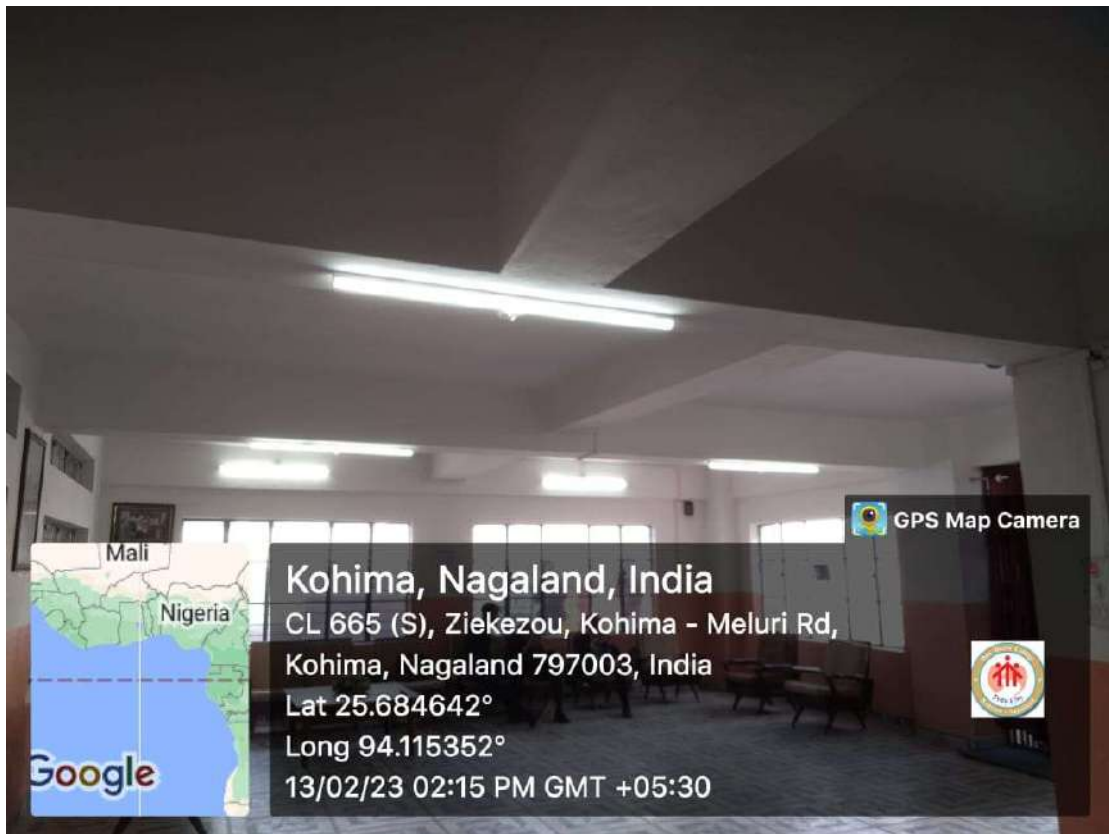 GPS Map Camera
Mali
Nigeria
Google
Kohima, Nagaland, India
CL 665 (S), Ziekezou, Kohima - Meluri Rd,
Kohima, Nagaland 797003, India
Lat 25.684642°
Long 94.115352°
13/02/23 02:15 PM GMT +05:30